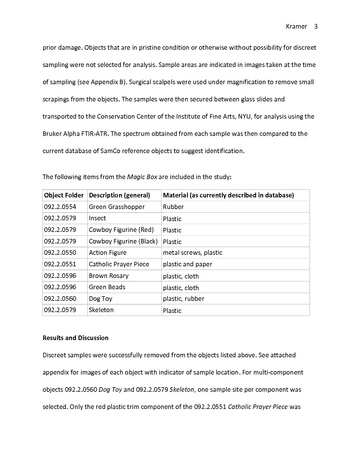 Kramer 3
prior damage. Objects that are in pristine condition or otherwise without possibility for discreet
sampling were not selected for analysis. Sample areas are indicated in images taken at the time
of sampling (see Appendix B). Surgical scalpels were used under magnification to remove small
scrapings from the objects. The samples were then secured between glass slides and
transported to the Conservation Center of the Institute of Fine Arts, NYU, for analysis using the
Bruker Alpha FTIR-ATR. The spectrum obtained from each sample was then compared to the
current database of SamCo reference objects to suggest identification.
The following items from the Magic Box are included in the study:
Object Folder Description (general) Material (as currently described in database)
092.2.0554 Green Grasshopper Rubber
092.2.0579 Insect Plastic
092.2.0579 Cowboy Figurine (Red) Plastic
092.2.0579 Cowboy Figurine (Black) Plastic
092.2.0550 Action Figure metal screws, plastic
092.2.0551 Catholic Prayer Piece plastic and paper
092.2.0596 Brown Rosary plastic, cloth
092.2.0596 Green Beads plastic, cloth
092.2.0560 Dog Toy plastic, rubber
092.2.0579 Skeleton Plastic
Results and Discussion
Discreet samples were successfully removed from the objects listed above. See attached
appendix for images of each object with indicator of sample location. For multi-component
objects 092.2.0560 Dog Toy and 092.2.0579 Skeleton, one sample site per component was
selected. Only the red plastic trim component of the 092.2.0551 Catholic Prayer Piece was